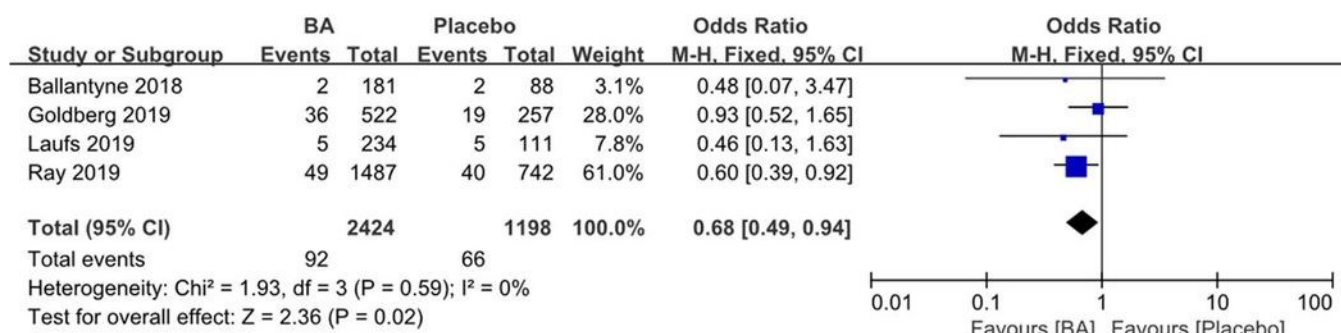 BA Placebo Odds Ratio Odds Ratio
Study or Subgroup Events Total Events Total Weight M-H, Fixed, 95% CI M-H, Fixed, 95% CI
Ballantyne 2018 2 181 2 88 3.1% 0.48 [0.07, 3.47]
Goldberg 2019 36 522 19 257 28.0% 0.93 [0.52, 1.65]
Laufs 2019 5 234 5 111 7.8% 0.46 [0.13, 1.63]
Ray 2019 49 1487 40 742 61.0% 0.60 [0.39, 0.92]
Total (95% CI) 2424 1198 100.0% 0.68 [0.49, 0.94]
Total events 92 66
Heterogeneity: Chi² = 1.93, df = 3 (P = 0.59); I² = 0%
Test for overall effect: Z = 2.36 (P = 0.02)
0.01 0.1 1 10 100
Favours [BA] Favours [Placebo]